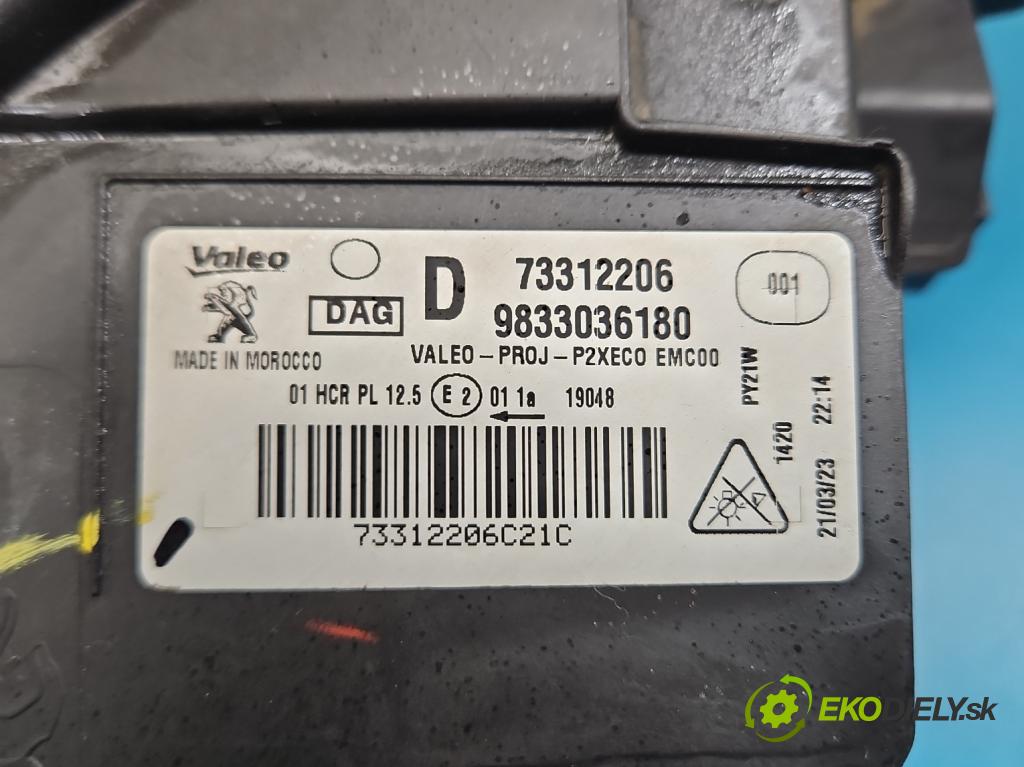 Valeo
D
73312206
001
DAG
9833036180
MADE IN MOROCCO
VALEO-PROJ-P2XECO EMC00
01 HCR PL 12.5 E2 01 1a 19048
PY21W
1420
21/03/23 22:14
73312206C21C
EKODIELY.sk